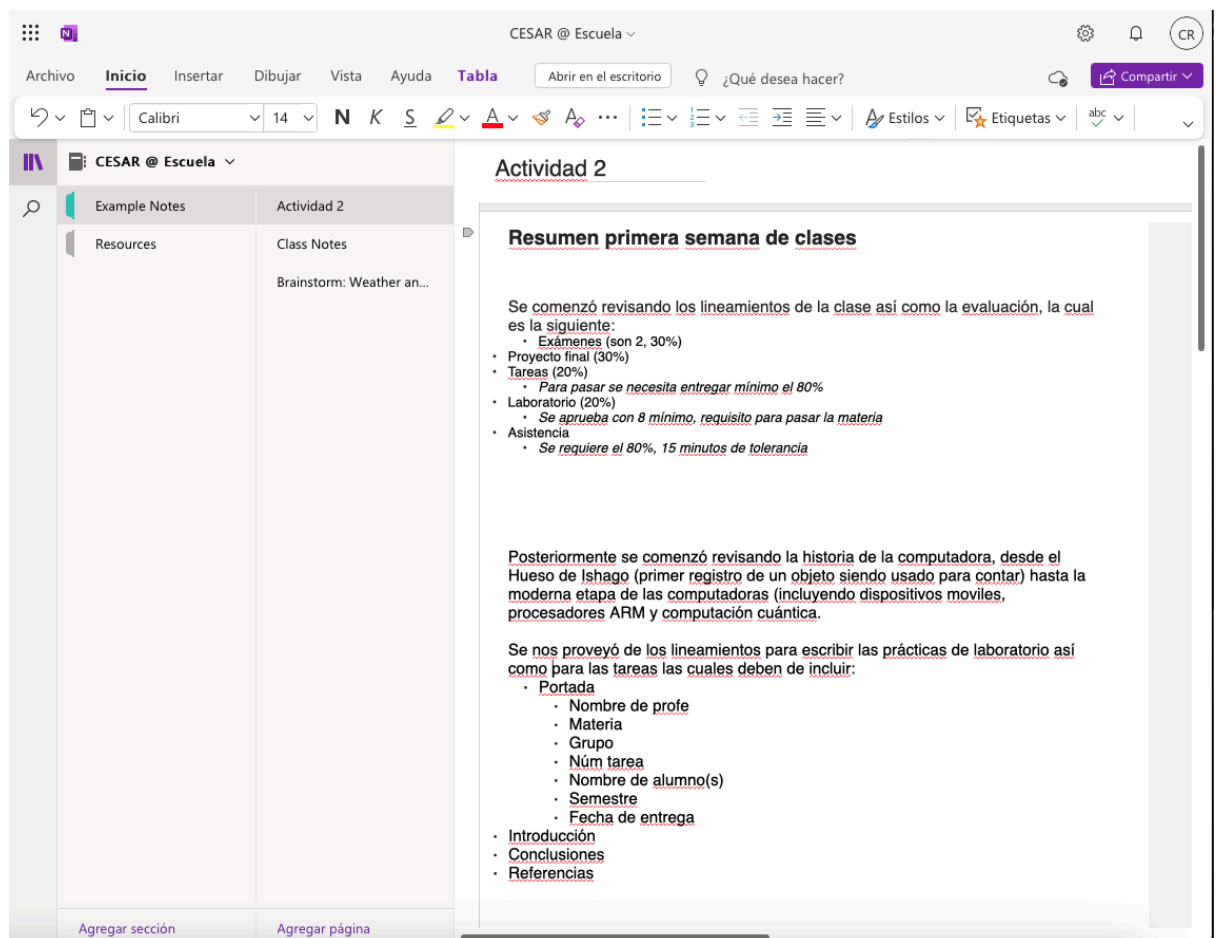 CESAR @ Escuela
CR
Archivo Inicio Insertar Dibujar Vista Ayuda Tabla Abrir en el escritorio ¿Qué desea hacer? Compartir
Calibri 14 N K S A A Estilos Etiquetas abc
CESAR @ Escuela
Example Notes
Resources
Agregar sección
Actividad 2
Class Notes
Brainstorm: Weather an...
Agregar página
Actividad 2
Resumen primera semana de clases
Se comenzó revisando los lineamientos de la clase así como la evaluación, la cual
es la siguiente:
· Exámenes (son 2, 30%)
· Proyecto final (30%)
· Tareas (20%)
· Para pasar se necesita entregar mínimo el 80%
· Laboratorio (20%)
· Se aprueba con 8 mínimo, requisito para pasar la materia
· Asistencia
· Se requiere el 80%, 15 minutos de tolerancia
Posteriormente se comenzó revisando la historia de la computadora, desde el
Hueso de Ishago (primer registro de un objeto siendo usado para contar) hasta la
moderna etapa de las computadoras (incluyendo dispositivos moviles,
procesadores ARM y computación cuántica.
Se nos proveyó de los lineamientos para escribir las prácticas de laboratorio así
como para las tareas las cuales deben de incluir:
· Portada
· Nombre de profe
· Materia
· Grupo
· Núm tarea
· Nombre de alumno(s)
· Semestre
· Fecha de entrega
· Introducción
· Conclusiones
· Referencias